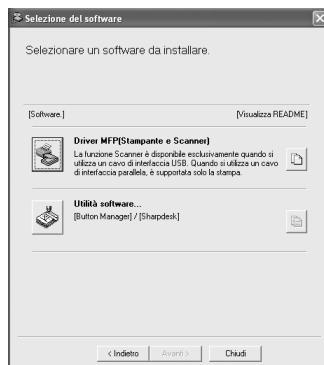 Selezione del software
Selezionare un software da installare.
[Software.] [Visualizza README]
Driver MFP(Stampante e Scanner)
La funzione Scanner è disponibile esclusivamente quando si
utilizza un cavo di interfaccia USB. Quando si utilizza un cavo
di interfaccia parallela, è supportata solo la stampa.
Utilità software...
[Button Manager] / [Sharpdesk]
< Indietro Avanti > Chiudi